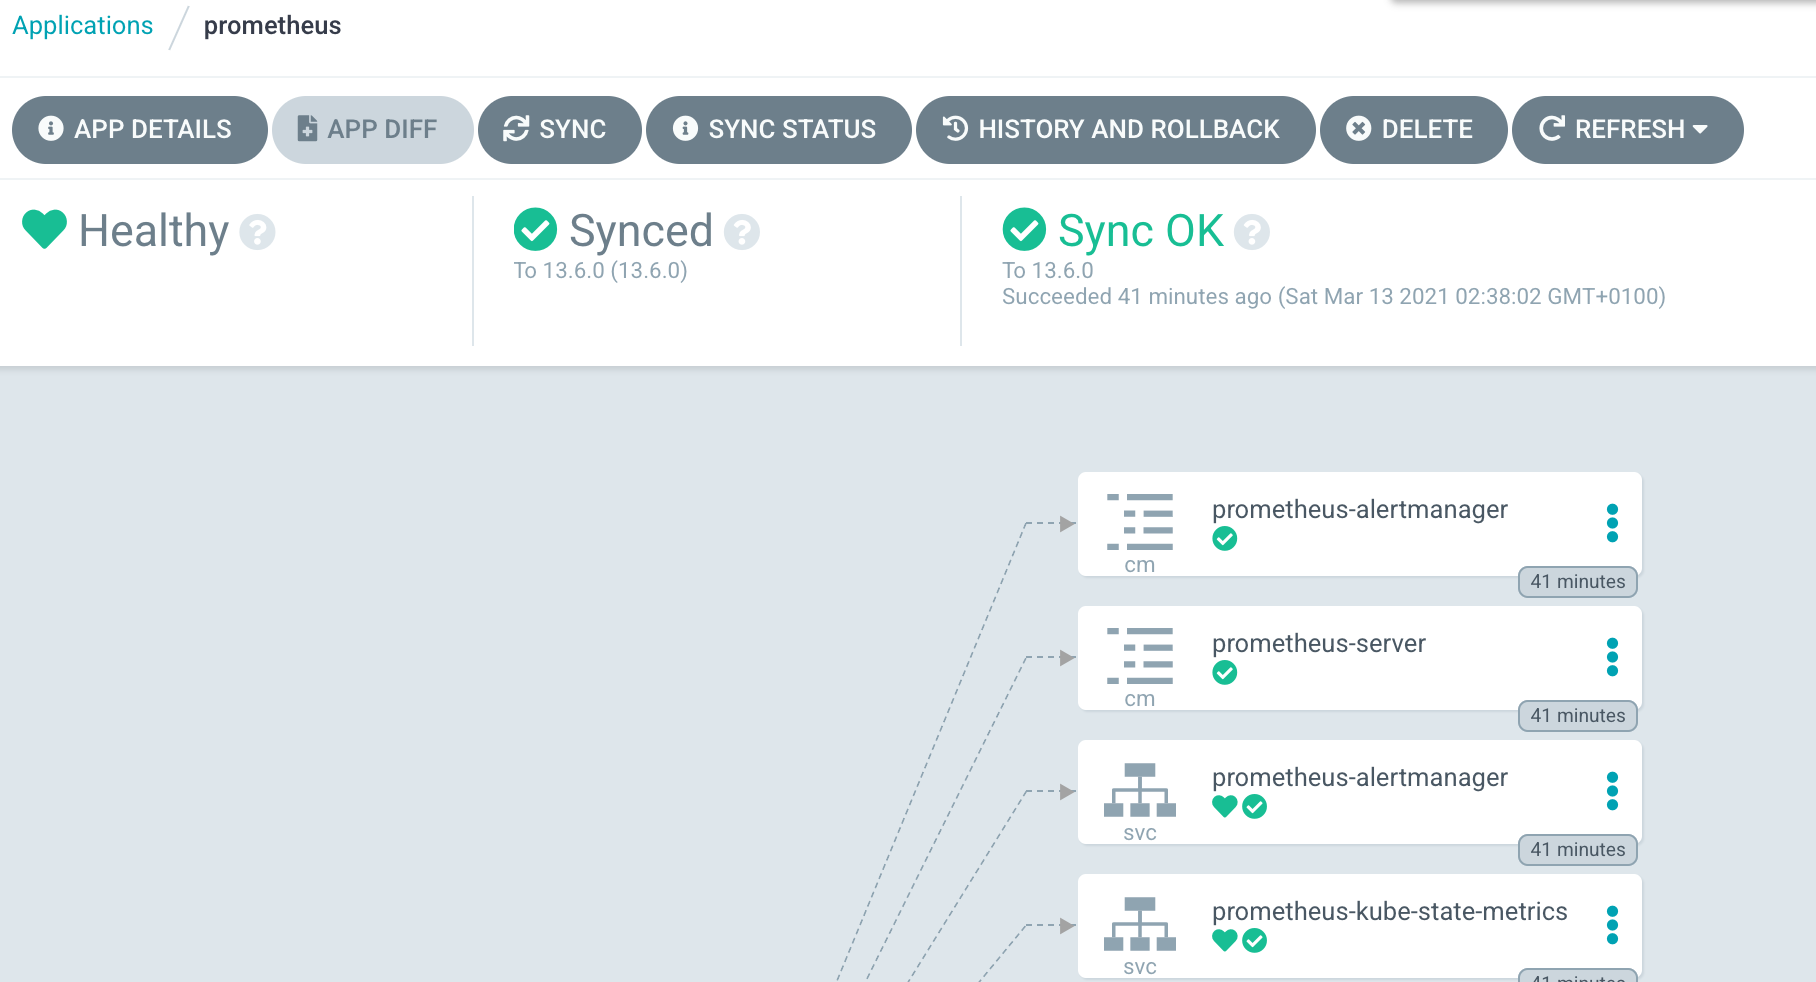 Applications / prometheus
APP DETAILS APP DIFF SYNC SYNC STATUS HISTORY AND ROLLBACK DELETE REFRESH
Healthy ? Synced ? Sync OK ?
To 13.6.0 (13.6.0) To 13.6.0
Succeeded 41 minutes ago (Sat Mar 13 2021 02:38:02 GMT+0100)
prometheus-alertmanager
cm
41 minutes
prometheus-server
cm
41 minutes
prometheus-alertmanager
svc
41 minutes
prometheus-kube-state-metrics
svc
41 minutes